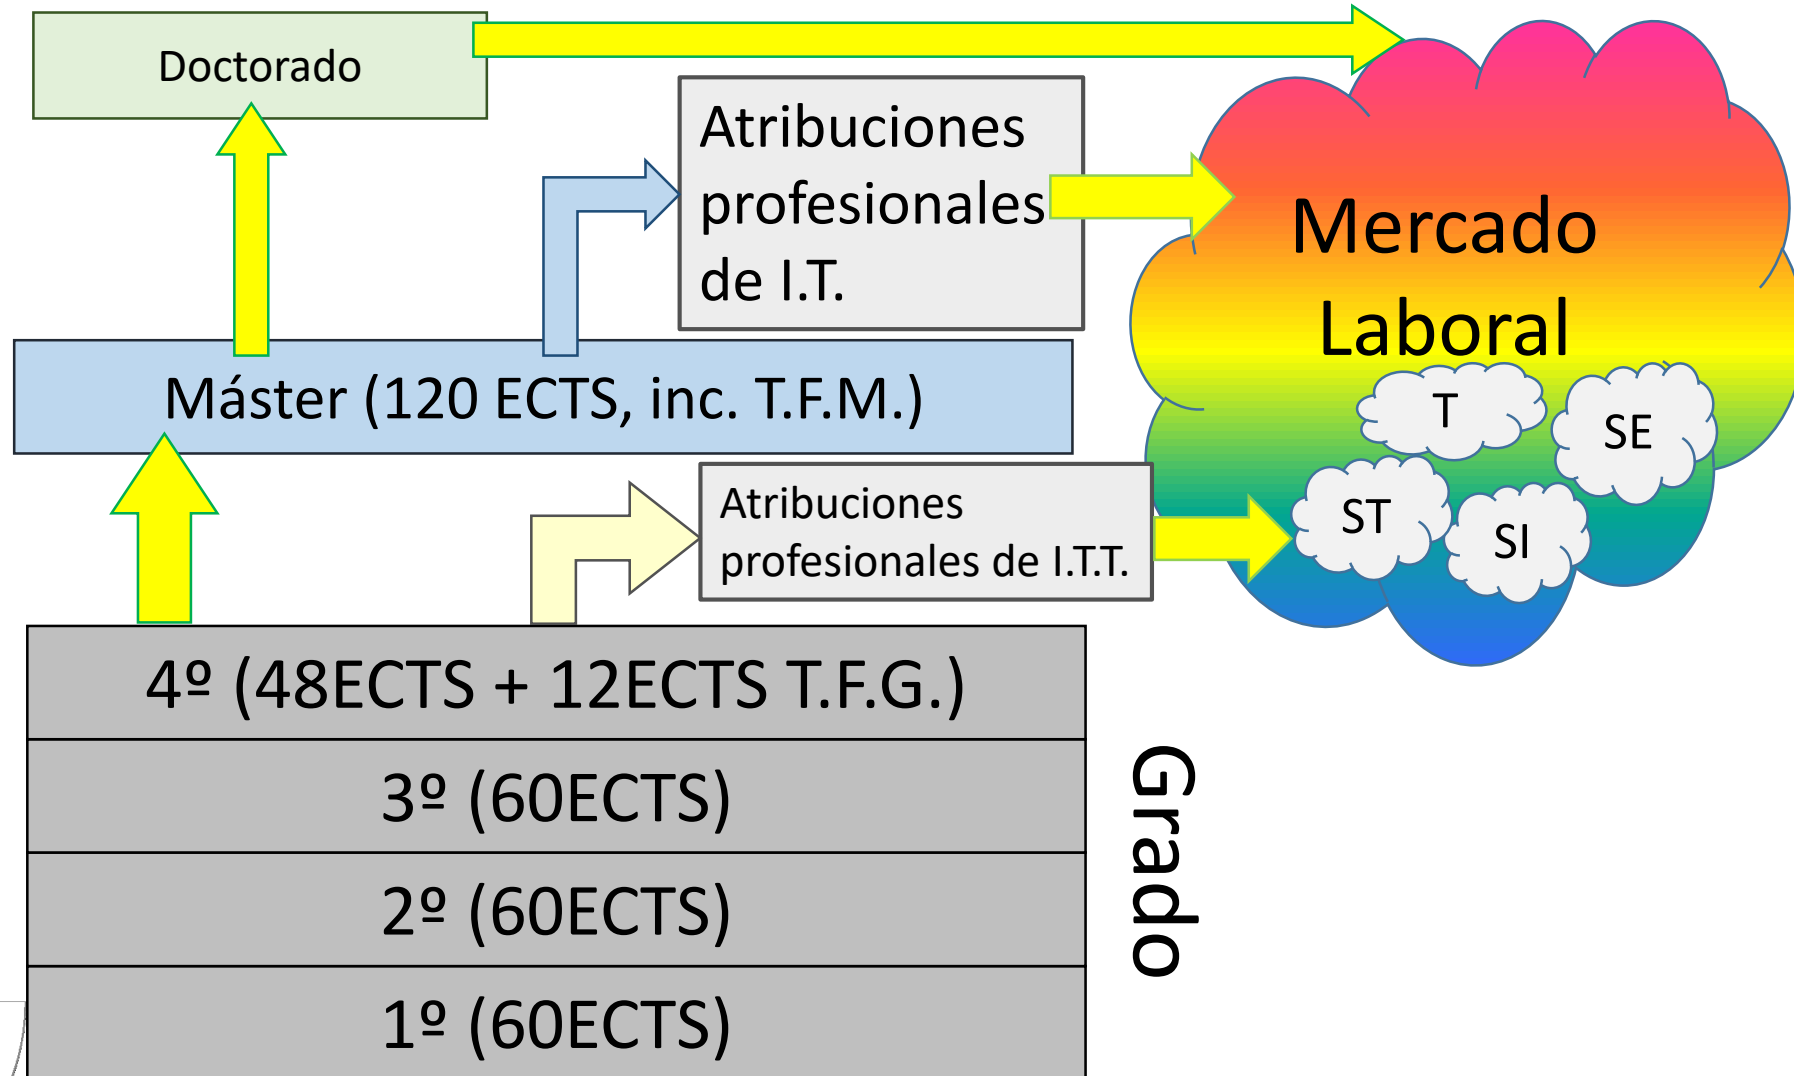 Doctorado
Atribuciones
profesionales
de I.T.
Mercado
Laboral
Máster (120 ECTS, inc. T.F.M.)
T
SE
ST
SI
Atribuciones
profesionales de I.T.T.
4º (48ECTS + 12ECTS T.F.G.)
3º (60ECTS)
2º (60ECTS)
1º (60ECTS)
Grado